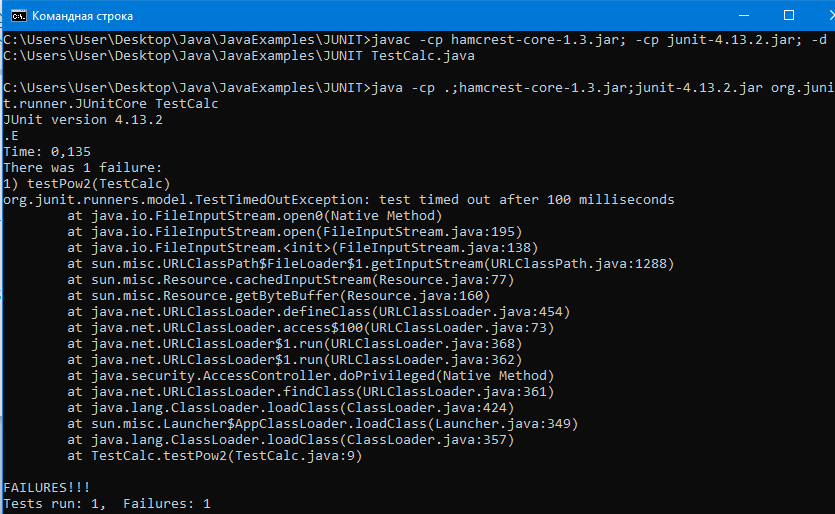 Командная строка
C:\Users\User\Desktop\Java\JavaExamples\JUNIT>javac -cp hamcrest-core-1.3.jar; -cp junit-4.13.2.jar; -d
C:\Users\User\Desktop\Java\JavaExamples\JUNIT TestCalc.java
C:\Users\User\Desktop\Java\JavaExamples\JUNIT>java -cp .;hamcrest-core-1.3.jar;junit-4.13.2.jar org.juni
t.runner.JUnitCore TestCalc
JUnit version 4.13.2
.E
Time: 0,135
There was 1 failure:
1) testPow2(TestCalc)
org.junit.runners.model.TestTimedOutException: test timed out after 100 milliseconds
at java.io.FileInputStream.open0(Native Method)
at java.io.FileInputStream.open(FileInputStream.java:195)
at java.io.FileInputStream.<init>(FileInputStream.java:138)
at sun.misc.URLClassPath$FileLoader$1.getInputStream(URLClassPath.java:1288)
at sun.misc.Resource.cachedInputStream(Resource.java:77)
at sun.misc.Resource.getByteBuffer(Resource.java:160)
at java.net.URLClassLoader.defineClass(URLClassLoader.java:454)
at java.net.URLClassLoader.access$100(URLClassLoader.java:73)
at java.net.URLClassLoader$1.run(URLClassLoader.java:368)
at java.net.URLClassLoader$1.run(URLClassLoader.java:362)
at java.security.AccessController.doPrivileged(Native Method)
at java.net.URLClassLoader.findClass(URLClassLoader.java:361)
at java.lang.ClassLoader.loadClass(ClassLoader.java:424)
at sun.misc.Launcher$AppClassLoader.loadClass(Launcher.java:349)
at java.lang.ClassLoader.loadClass(ClassLoader.java:357)
at TestCalc.testPow2(TestCalc.java:9)
FAILURES!!!
Tests run: 1,  Failures: 1